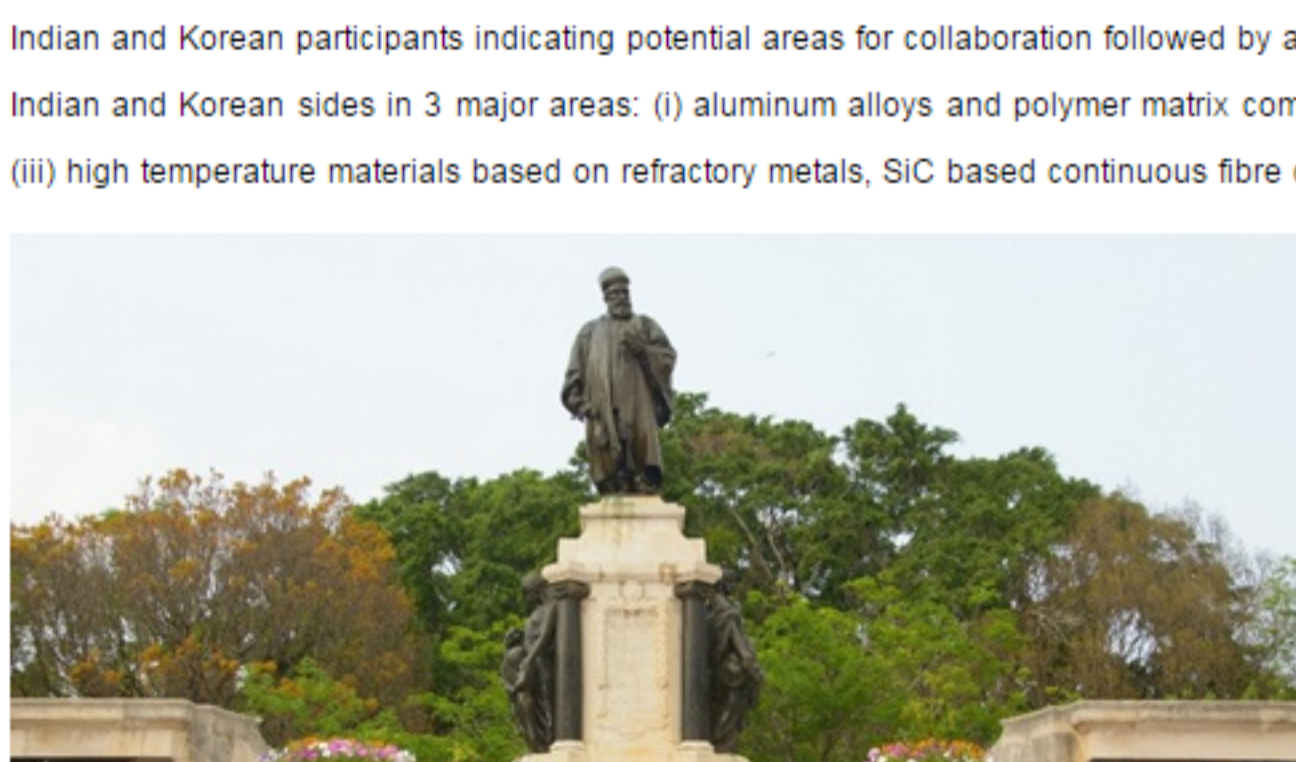 Indian and Korean participants indicating potential areas for collaboration followed by a
Indian and Korean sides in 3 major areas: (i) aluminum alloys and polymer matrix com
(iii) high temperature materials based on refractory metals, SiC based continuous fibre